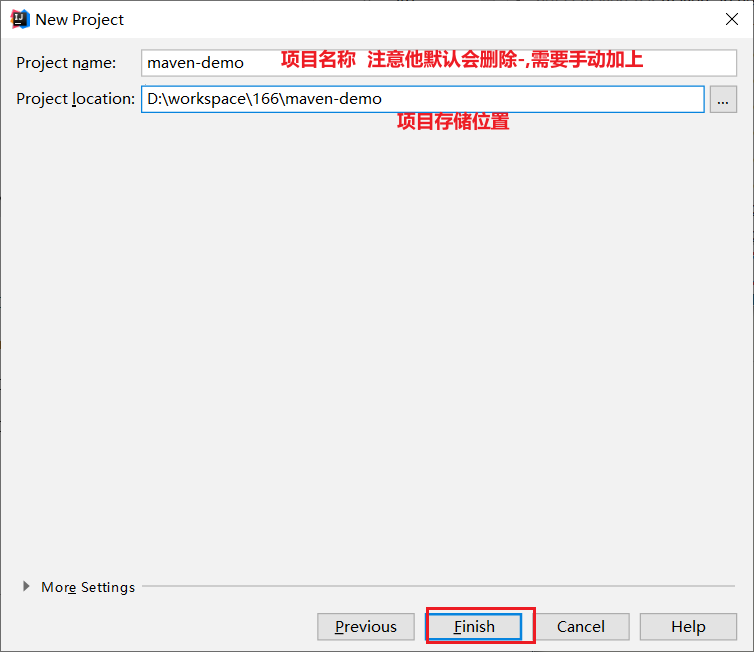 New Project
Project name: maven-demo 项目名称 注意他默认会删除-,需要手动加上
Project location: D:\workspace\166\maven-demo ...
项目存储位置
More Settings
Previous Finish Cancel Help